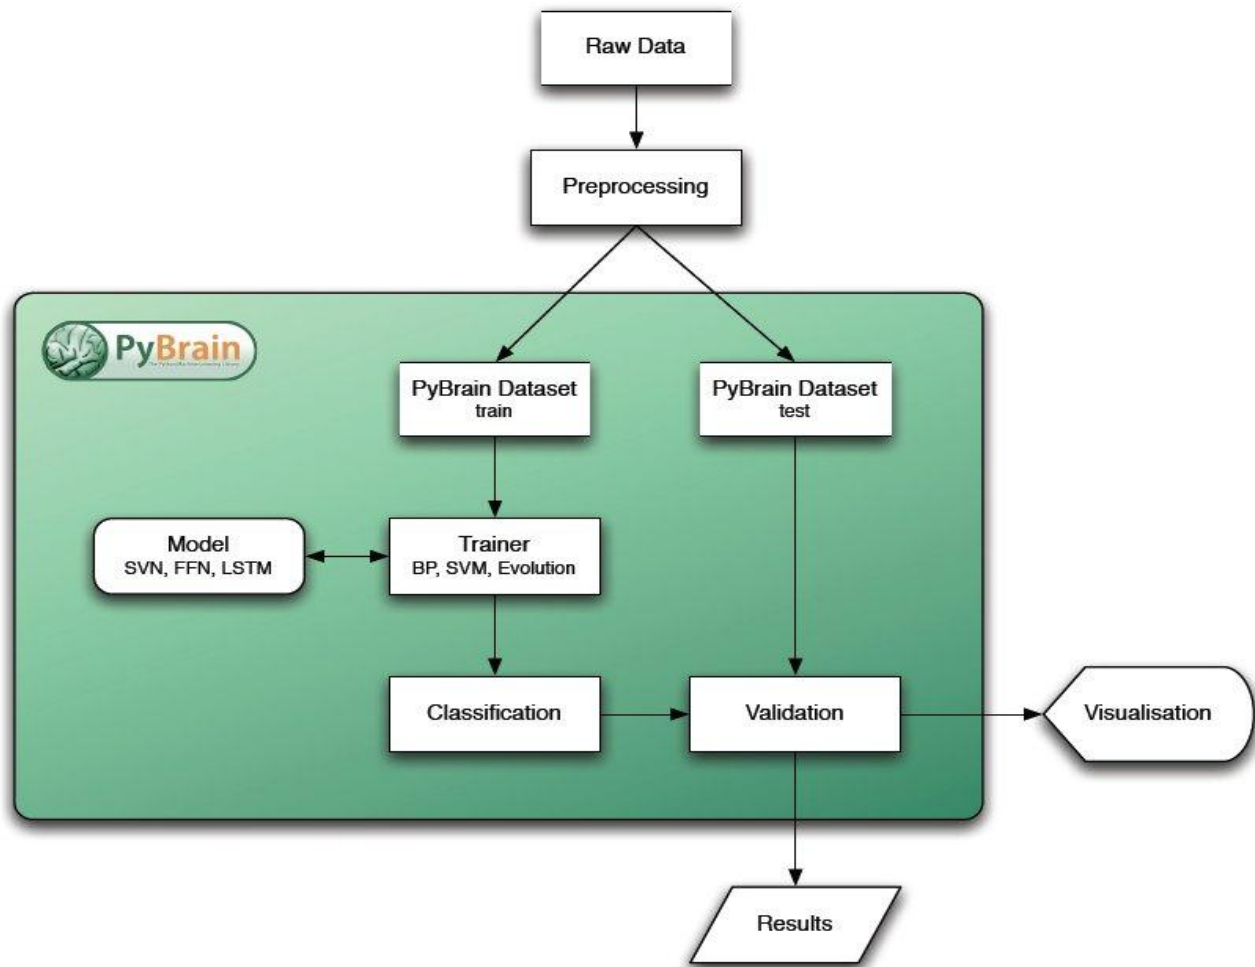 Raw Data
Preprocessing
PyBrain
PyBrain Dataset
train
PyBrain Dataset
test
Model
SVN, FFN, LSTM
Trainer
BP, SVM, Evolution
Classification
Validation
Visualisation
Results